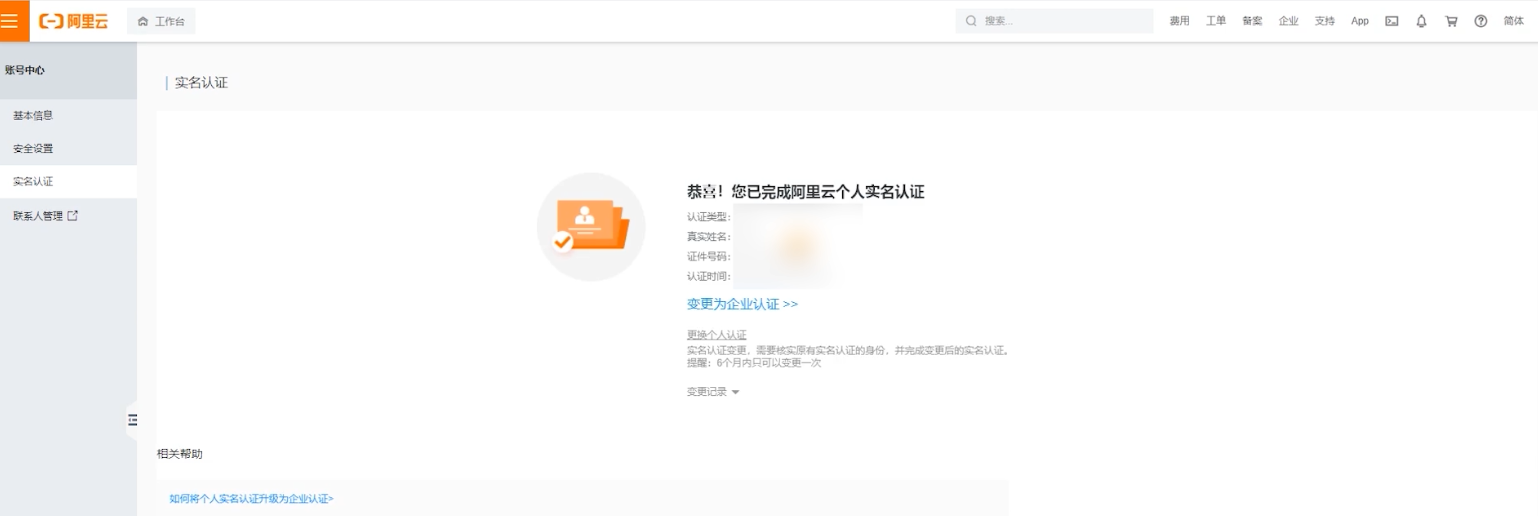 阿里云 工作台 搜索... 费用 工单 备案 企业 支持 App 简体
账号中心
基本信息
安全设置
实名认证
联系人管理
实名认证
恭喜！您已完成阿里云个人实名认证
认证类型：
真实姓名：
证件号码：
认证时间：
变更为企业认证 >>
更换个人认证
实名认证变更，需要核实原有实名认证的身份，并完成变更后的实名认证。
提醒：6个月内只可以变更一次
变更记录
相关帮助
如何将个人实名认证升级为企业认证>